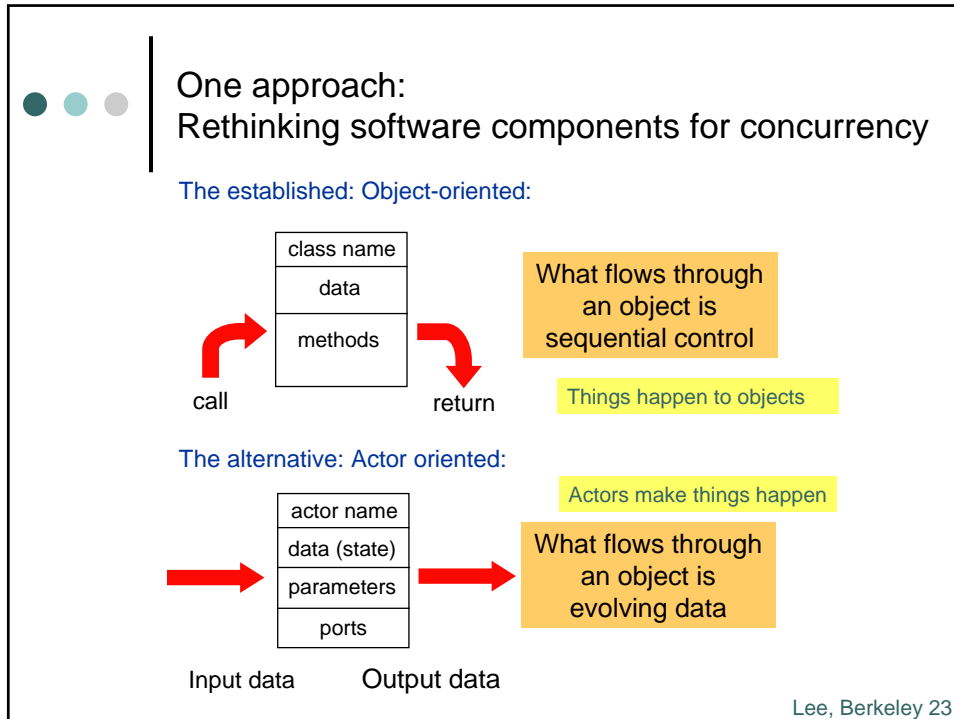 One approach:
Rethinking software components for concurrency
The established: Object-oriented:
class name
data
methods
call
return
What flows through
an object is
sequential control
Things happen to objects
The alternative: Actor oriented:
actor name
data (state)
parameters
ports
Input data
Output data
Actors make things happen
What flows through
an object is
evolving data
Lee, Berkeley 23